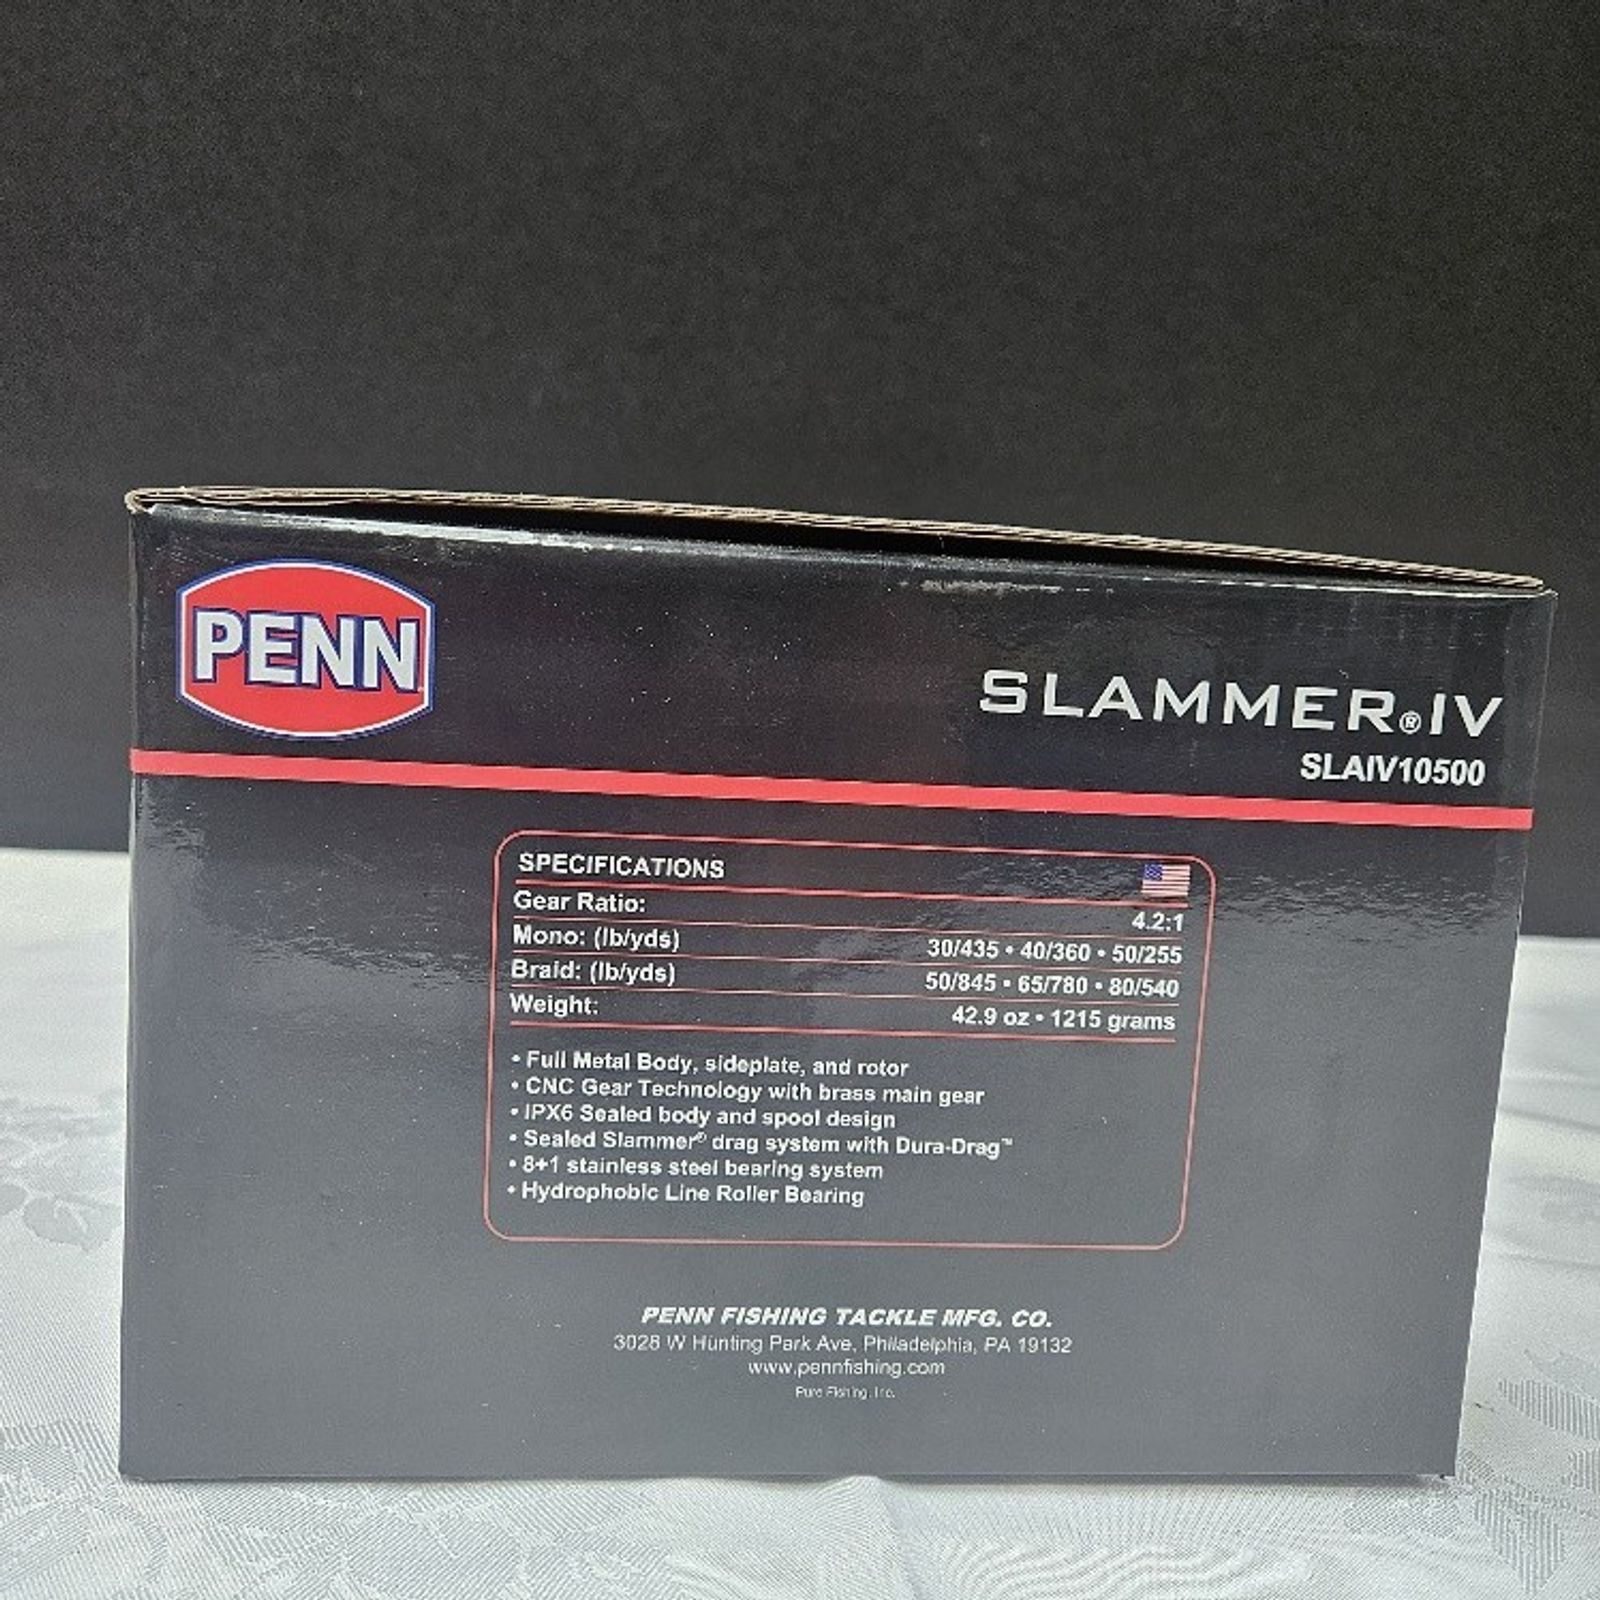 PENN
SLAMMER® IV
SLAIV10500
SPECIFICATIONS
Gear Ratio: 4.2:1
Mono: (lb/yds) 30/435 • 40/360 • 50/255
Braid: (lb/yds) 50/845 • 65/780 • 80/540
Weight: 42.9 oz • 1215 grams
• Full Metal Body, sideplate, and rotor
• CNC Gear Technology with brass main gear
• IPX6 Sealed body and spool design
• Sealed Slammer® drag system with Dura-Drag™
• 8+1 stainless steel bearing system
• Hydrophobic Line Roller Bearing
PENN FISHING TACKLE MFG. CO.
3028 W Hunting Park Ave, Philadelphia, PA 19132
www.pennfishing.com
Pure Fishing, Inc.